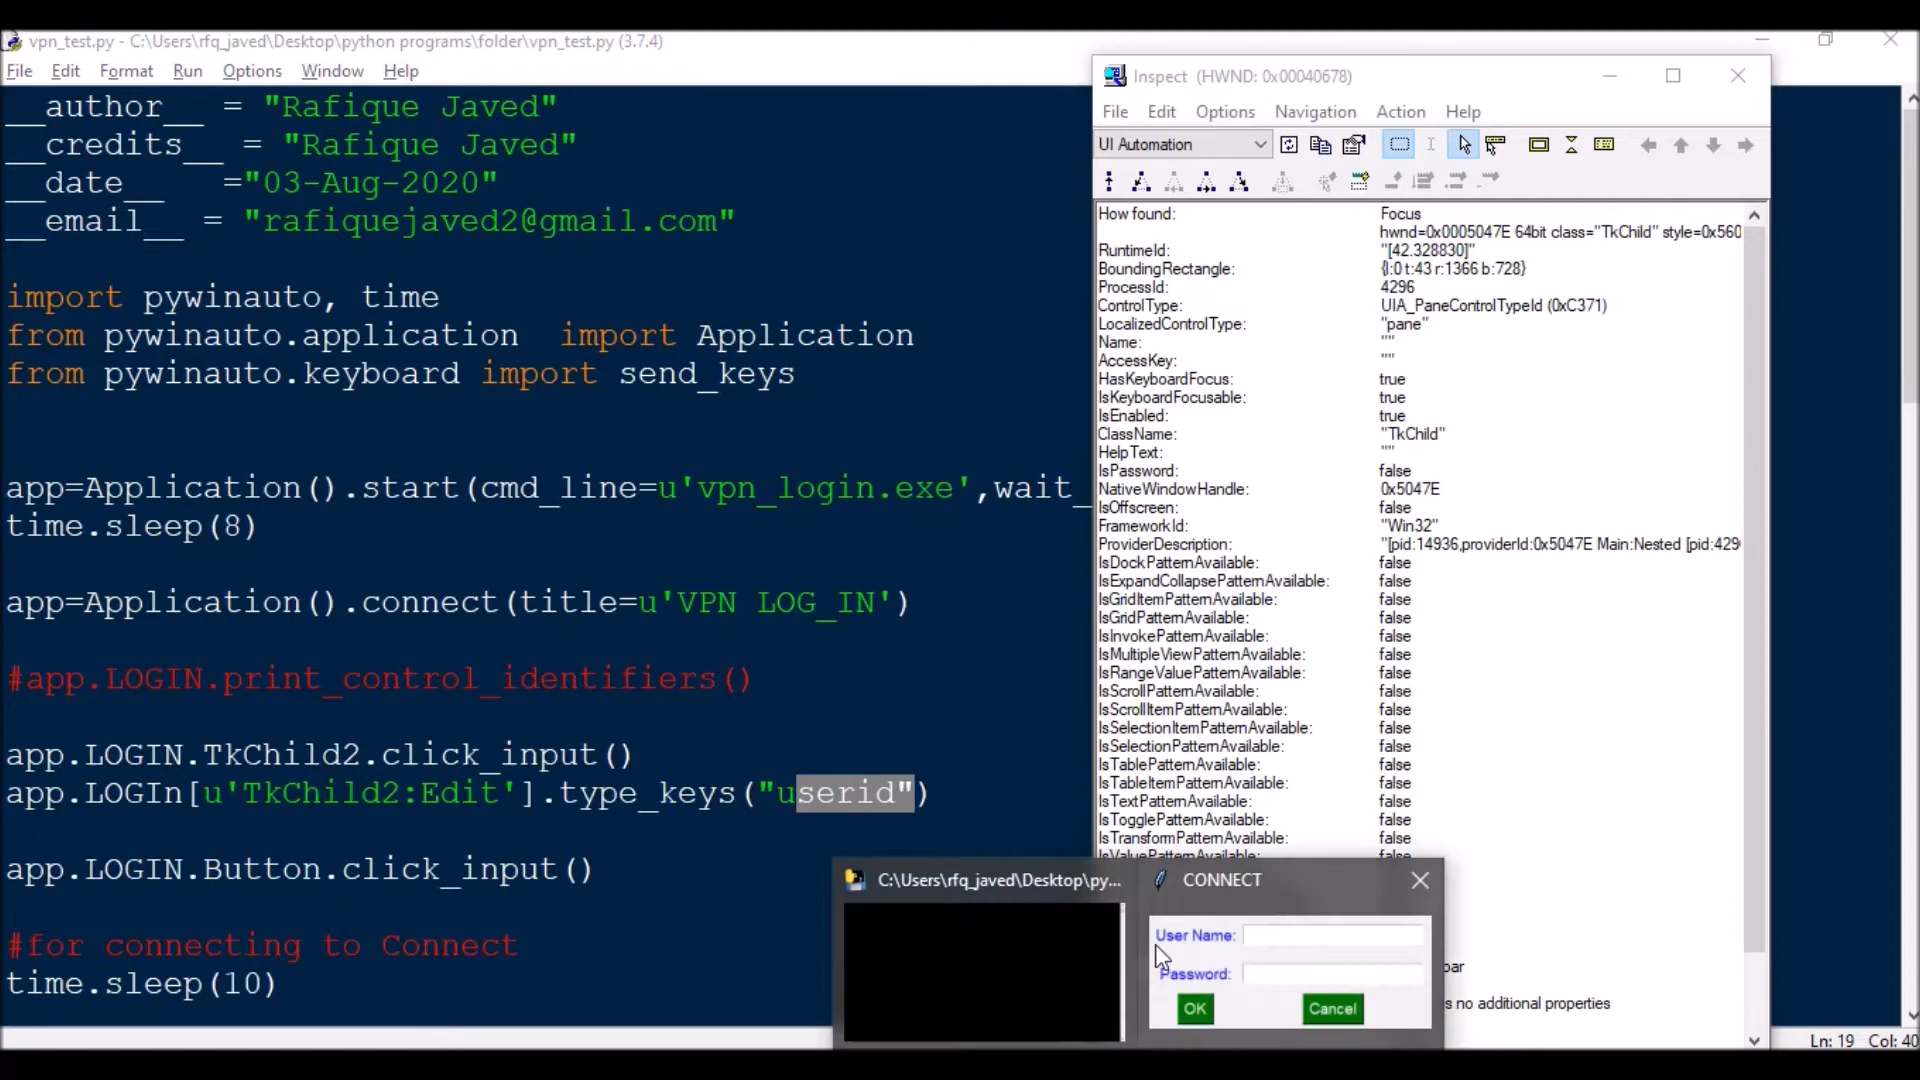 vpn_test.py - C:\Users\rfq_javed\Desktop\python programs\folder\vpn_test.py (3.7.4)
File Edit Format Run Options Window Help
__author__ = "Rafique Javed"
__credits__ = "Rafique Javed"
__date__ ="03-Aug-2020"
__email__ = "rafiquejaved2@gmail.com"
import pywinauto, time
from pywinauto.application import Application
from pywinauto.keyboard import send_keys
app=Application().start(cmd_line=u'vpn_login.exe',wait_
time.sleep(8)
app=Application().connect(title=u'VPN LOG_IN')
#app.LOGIN.print_control_identifiers()
app.LOGIN.TkChild2.click_input()
app.LOGIn[u'TkChild2:Edit'].type_keys("userid")
app.LOGIN.Button.click_input()
#for connecting to Connect
time.sleep(10)
Inspect (HWND: 0x00040678)
File Edit Options Navigation Action Help
UI Automation
How found: Focus
hwnd=0x0005047E 64bit class="TkChild" style=0x560
RuntimeId: "[42.328830]"
BoundingRectangle: {l:0 t:43 r:1366 b:728}
ProcessId: 4296
ControlType: UIA_PaneControlTypeId (0xC371)
LocalizedControlType: "pane"
Name: ""
AccessKey: ""
HasKeyboardFocus: true
IsKeyboardFocusable: true
IsEnabled: true
ClassName: "TkChild"
HelpText: ""
IsPassword: false
NativeWindowHandle: 0x5047E
IsOffscreen: false
FrameworkId: "Win32"
ProviderDescription: "[pid:14936,providerId:0x5047E Main:Nested [pid:429
IsDockPatternAvailable: false
IsExpandCollapsePatternAvailable: false
IsGridItemPatternAvailable: false
IsGridPatternAvailable: false
IsInvokePatternAvailable: false
IsMultipleViewPatternAvailable: false
IsRangeValuePatternAvailable: false
IsScrollPatternAvailable: false
IsScrollItemPatternAvailable: false
IsSelectionItemPatternAvailable: false
IsSelectionPatternAvailable: false
IsTablePatternAvailable: false
IsTableItemPatternAvailable: false
IsTextPatternAvailable: false
IsTogglePatternAvailable: false
IsTransformPatternAvailable: false
IsValuePatternAvailable: false
bar
s no additional properties
C:\Users\rfq_javed\Desktop\py...
CONNECT
User Name:
Password:
OK Cancel
Ln: 19 Col: 40